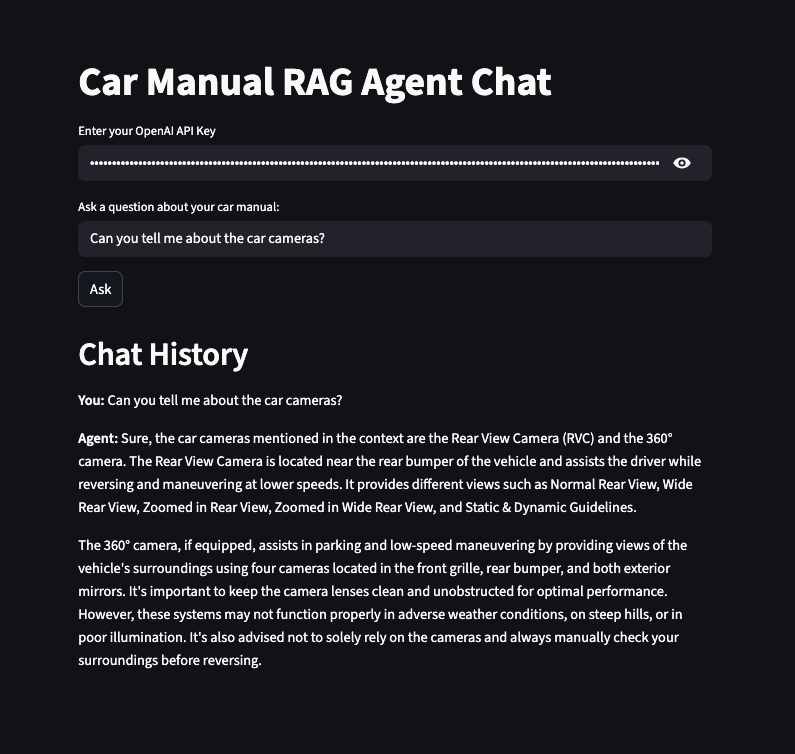 Car Manual RAG Agent Chat
Enter your OpenAI API Key
Ask a question about your car manual:
Can you tell me about the car cameras?
Ask
Chat History
You: Can you tell me about the car cameras?
Agent: Sure, the car cameras mentioned in the context are the Rear View Camera (RVC) and the 360°
camera. The Rear View Camera is located near the rear bumper of the vehicle and assists the driver while
reversing and maneuvering at lower speeds. It provides different views such as Normal Rear View, Wide
Rear View, Zoomed in Rear View, Zoomed in Wide Rear View, and Static & Dynamic Guidelines.
The 360° camera, if equipped, assists in parking and low-speed maneuvering by providing views of the
vehicle's surroundings using four cameras located in the front grille, rear bumper, and both exterior
mirrors. It's important to keep the camera lenses clean and unobstructed for optimal performance.
However, these systems may not function properly in adverse weather conditions, on steep hills, or in
poor illumination. It's also advised not to solely rely on the cameras and always manually check your
surroundings before reversing.